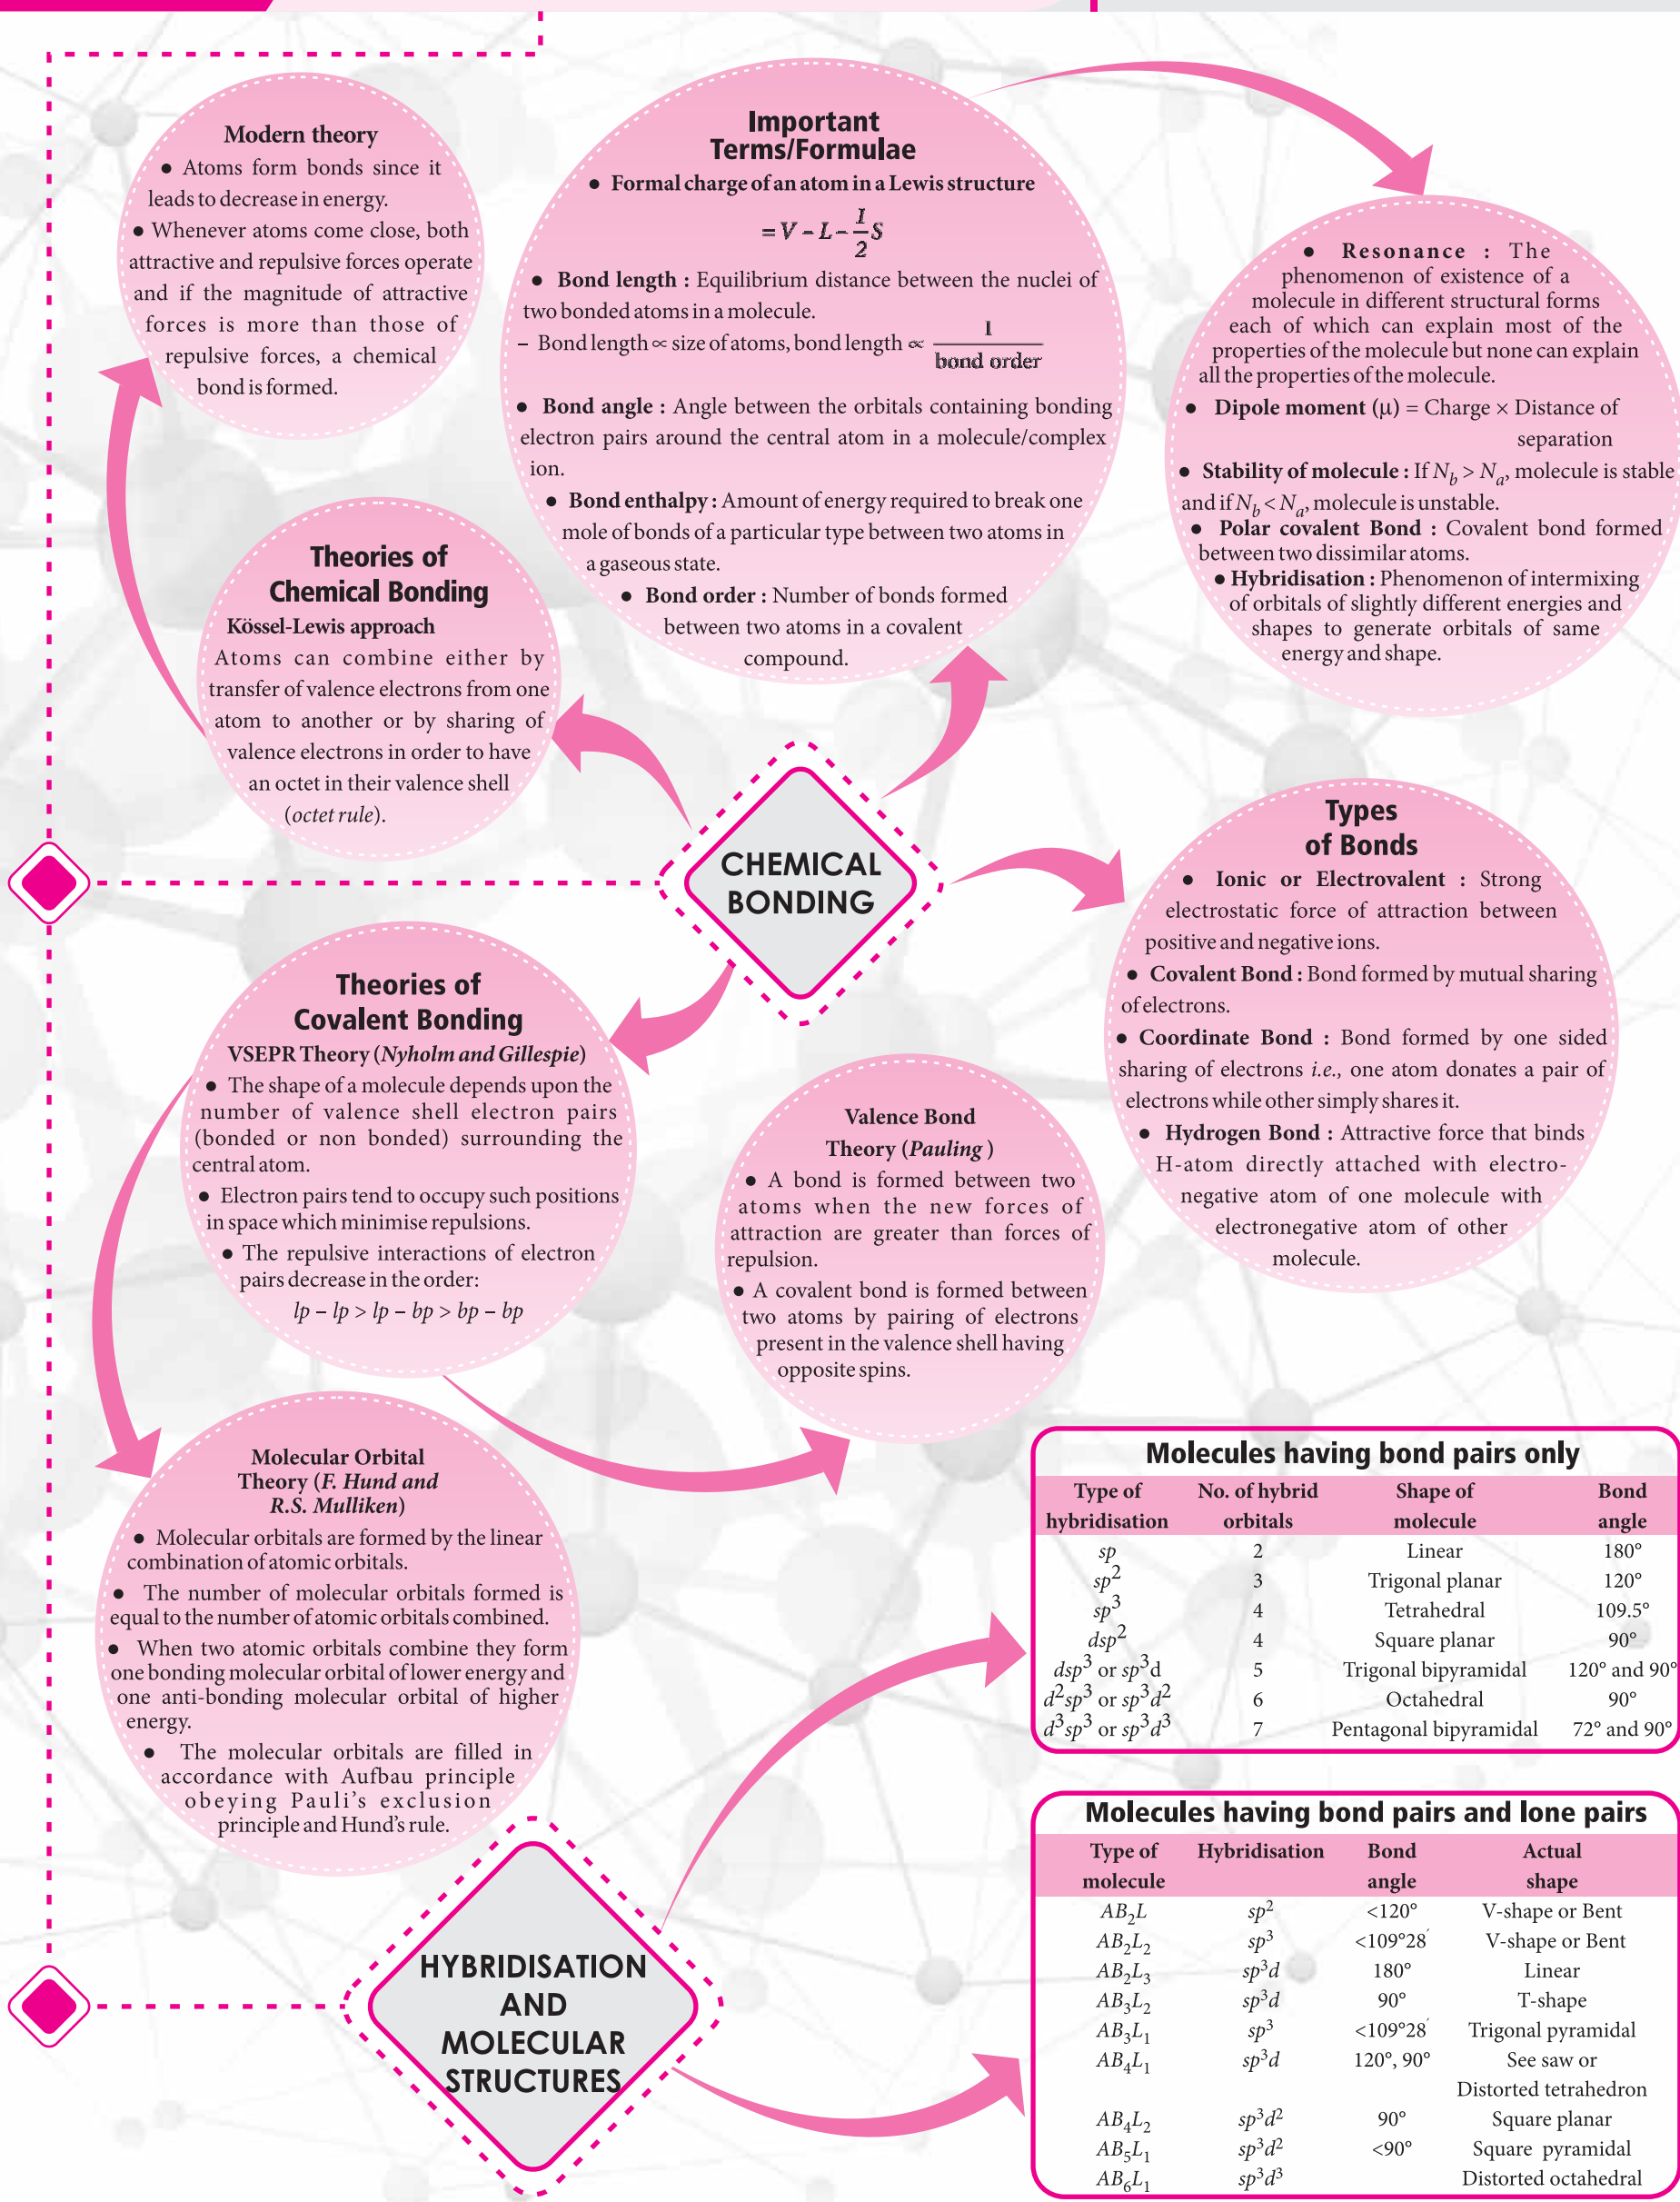 Modern theory
● Atoms form bonds since it
leads to decrease in energy.
● Whenever atoms come close, both
attractive and repulsive forces operate
and if the magnitude of attractive
forces is more than those of
repulsive forces, a chemical
bond is formed.
Important
Terms/Formulae
● Formal charge of an atom in a Lewis structure
= V – L – 1/2 S
● Bond length : Equilibrium distance between the nuclei of
two bonded atoms in a molecule.
– Bond length ∝ size of atoms, bond length ∝ 1/bond order
● Bond angle : Angle between the orbitals containing bonding
electron pairs around the central atom in a molecule/complex
ion.
● Bond enthalpy : Amount of energy required to break one
mole of bonds of a particular type between two atoms in
a gaseous state.
● Bond order : Number of bonds formed
between two atoms in a covalent
compound.
● Resonance : The
phenomenon of existence of a
molecule in different structural forms
each of which can explain most of the
properties of the molecule but none can explain
all the properties of the molecule.
● Dipole moment (μ) = Charge × Distance of
separation
● Stability of molecule : If N_b > N_a, molecule is stable
and if N_b < N_a, molecule is unstable.
● Polar covalent Bond : Covalent bond formed
between two dissimilar atoms.
● Hybridisation : Phenomenon of intermixing
of orbitals of slightly different energies and
shapes to generate orbitals of same
energy and shape.
Theories of
Chemical Bonding
Kössel-Lewis approach
Atoms can combine either by
transfer of valence electrons from one
atom to another or by sharing of
valence electrons in order to have
an octet in their valence shell
(octet rule).
CHEMICAL
BONDING
Types
of Bonds
● Ionic or Electrovalent : Strong
electrostatic force of attraction between
positive and negative ions.
● Covalent Bond : Bond formed by mutual sharing
of electrons.
● Coordinate Bond : Bond formed by one sided
sharing of electrons i.e., one atom donates a pair of
electrons while other simply shares it.
● Hydrogen Bond : Attractive force that binds
H-atom directly attached with electro-
negative atom of one molecule with
electronegative atom of other
molecule.
Theories of
Covalent Bonding
VSEPR Theory (Nyholm and Gillespie)
● The shape of a molecule depends upon the
number of valence shell electron pairs
(bonded or non bonded) surrounding the
central atom.
● Electron pairs tend to occupy such positions
in space which minimise repulsions.
● The repulsive interactions of electron
pairs decrease in the order:
lp – lp > lp – bp > bp – bp
Valence Bond
Theory (Pauling )
● A bond is formed between two
atoms when the new forces of
attraction are greater than forces of
repulsion.
● A covalent bond is formed between
two atoms by pairing of electrons
present in the valence shell having
opposite spins.
Molecular Orbital
Theory (F. Hund and
R.S. Mulliken)
● Molecular orbitals are formed by the linear
combination of atomic orbitals.
● The number of molecular orbitals formed is
equal to the number of atomic orbitals combined.
● When two atomic orbitals combine they form
one bonding molecular orbital of lower energy and
one anti-bonding molecular orbital of higher
energy.
● The molecular orbitals are filled in
accordance with Aufbau principle
obeying Pauli's exclusion
principle and Hund's rule.
HYBRIDISATION
AND
MOLECULAR
STRUCTURES
Molecules having bond pairs only
Type of No. of hybrid Shape of Bond
hybridisation orbitals molecule angle
sp 2 Linear 180°
sp² 3 Trigonal planar 120°
sp³ 4 Tetrahedral 109.5°
dsp² 4 Square planar 90°
dsp³ or sp³d 5 Trigonal bipyramidal 120° and 90°
d²sp³ or sp³d² 6 Octahedral 90°
d³sp³ or sp³d³ 7 Pentagonal bipyramidal 72° and 90°
Molecules having bond pairs and lone pairs
Type of Hybridisation Bond Actual
molecule angle shape
AB₂L sp² <120° V-shape or Bent
AB₂L₂ sp³ <109°28′ V-shape or Bent
AB₂L₃ sp³d 180° Linear
AB₃L₂ sp³d 90° T-shape
AB₃L₁ sp³ <109°28′ Trigonal pyramidal
AB₄L₁ sp³d 120°, 90° See saw or
Distorted tetrahedron
AB₄L₂ sp³d² 90° Square planar
AB₅L₁ sp³d² <90° Square pyramidal
AB₆L₁ sp³d³ Distorted octahedral